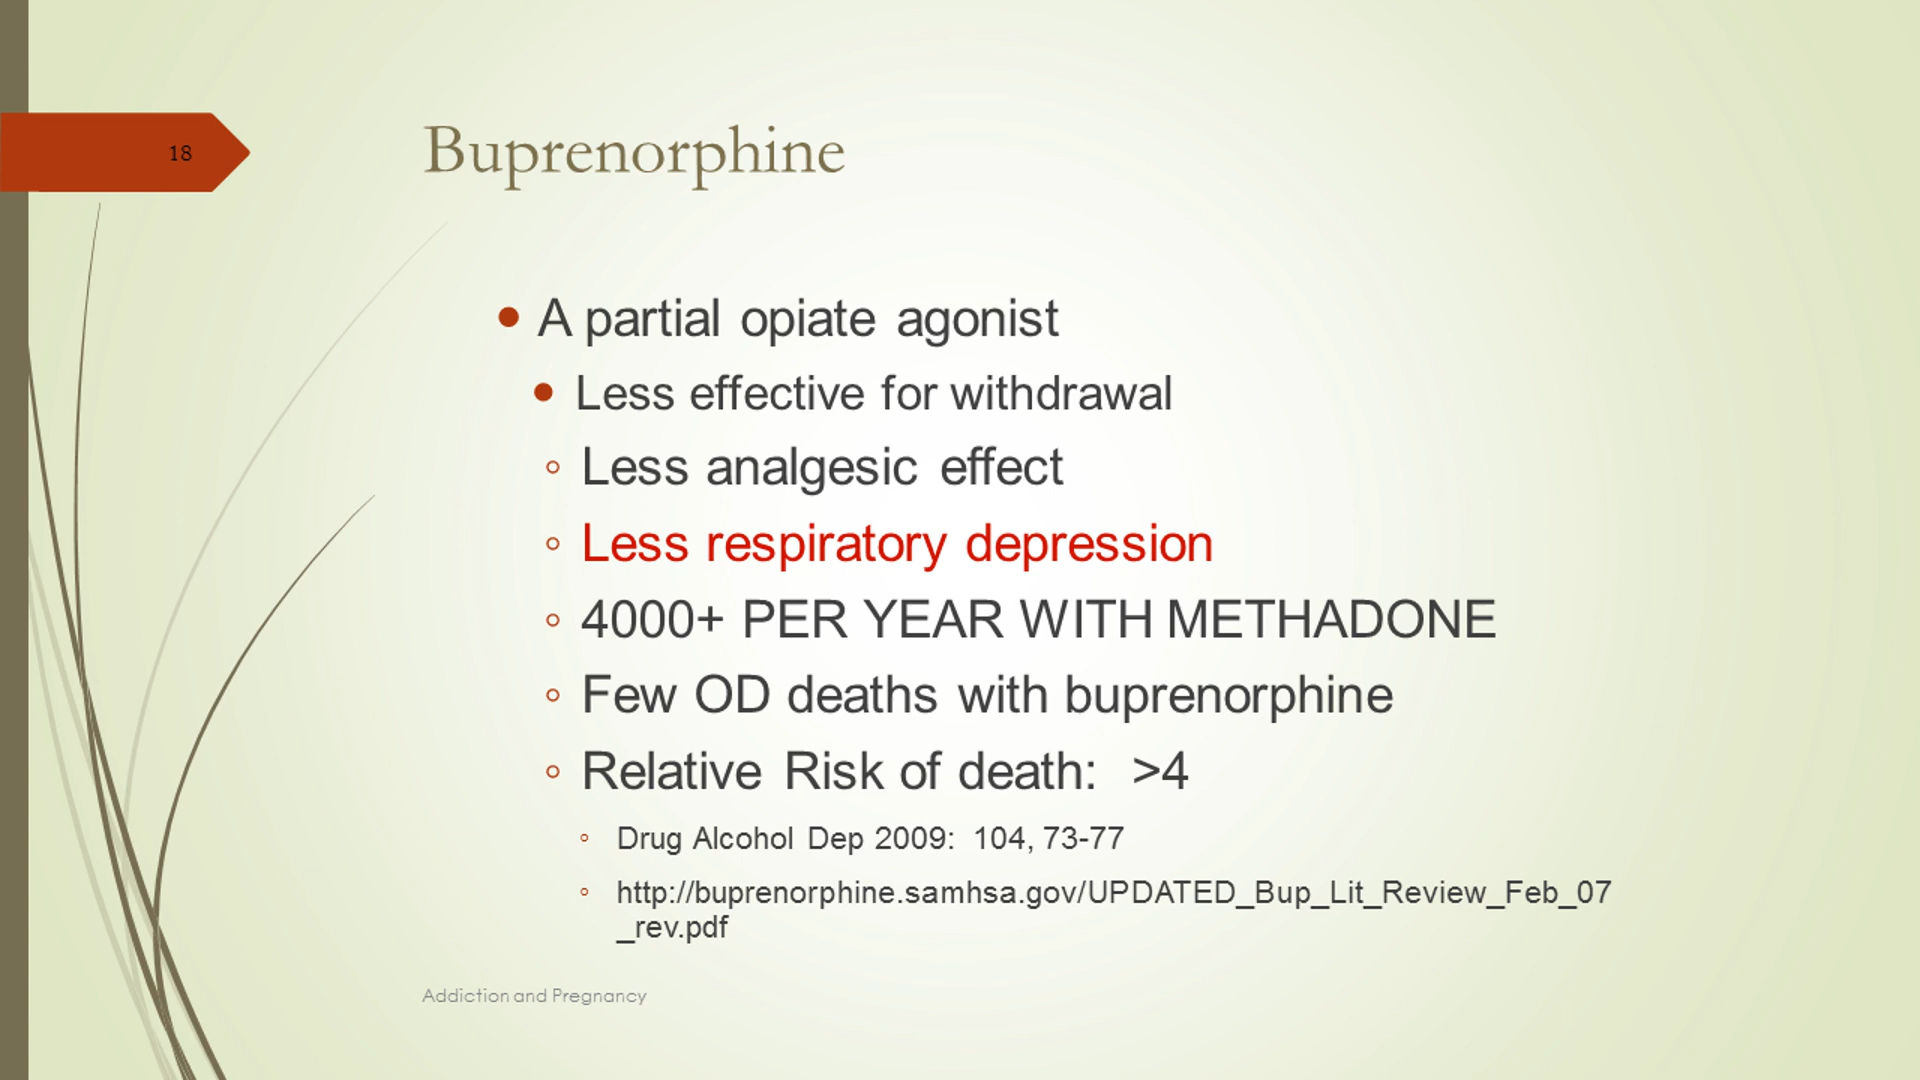 18
Buprenorphine
A partial opiate agonist
Less effective for withdrawal
Less analgesic effect
Less respiratory depression
4000+ PER YEAR WITH METHADONE
Few OD deaths with buprenorphine
Relative Risk of death: >4
Drug Alcohol Dep 2009: 104, 73-77
http://buprenorphine.samhsa.gov/UPDATED_Bup_Lit_Review_Feb_07
_rev.pdf
Addiction and Pregnancy